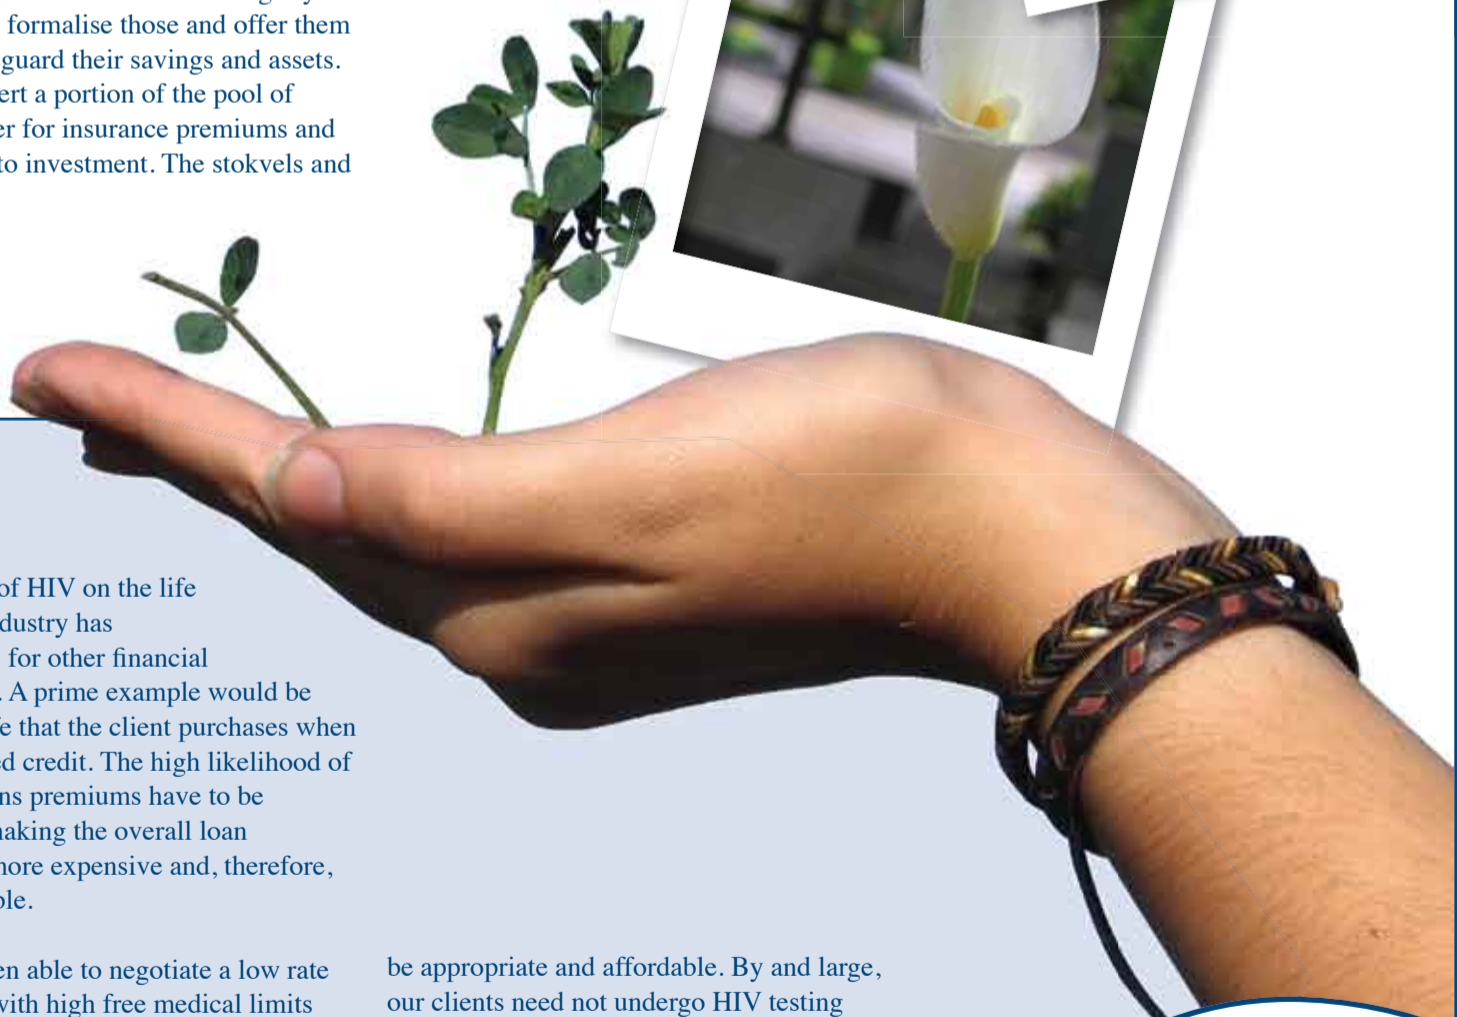 formalise those and offer them
guard their savings and assets.
ert a portion of the pool of
er for insurance premiums and
to investment. The stokvels and
of HIV on the life
dustry has
for other financial
. A prime example would be
fe that the client purchases when
ed credit. The high likelihood of
ns premiums have to be
making the overall loan
more expensive and, therefore,
ble.
en able to negotiate a low rate
with high free medical limits
be appropriate and affordable. By and large,
our clients need not undergo HIV testing